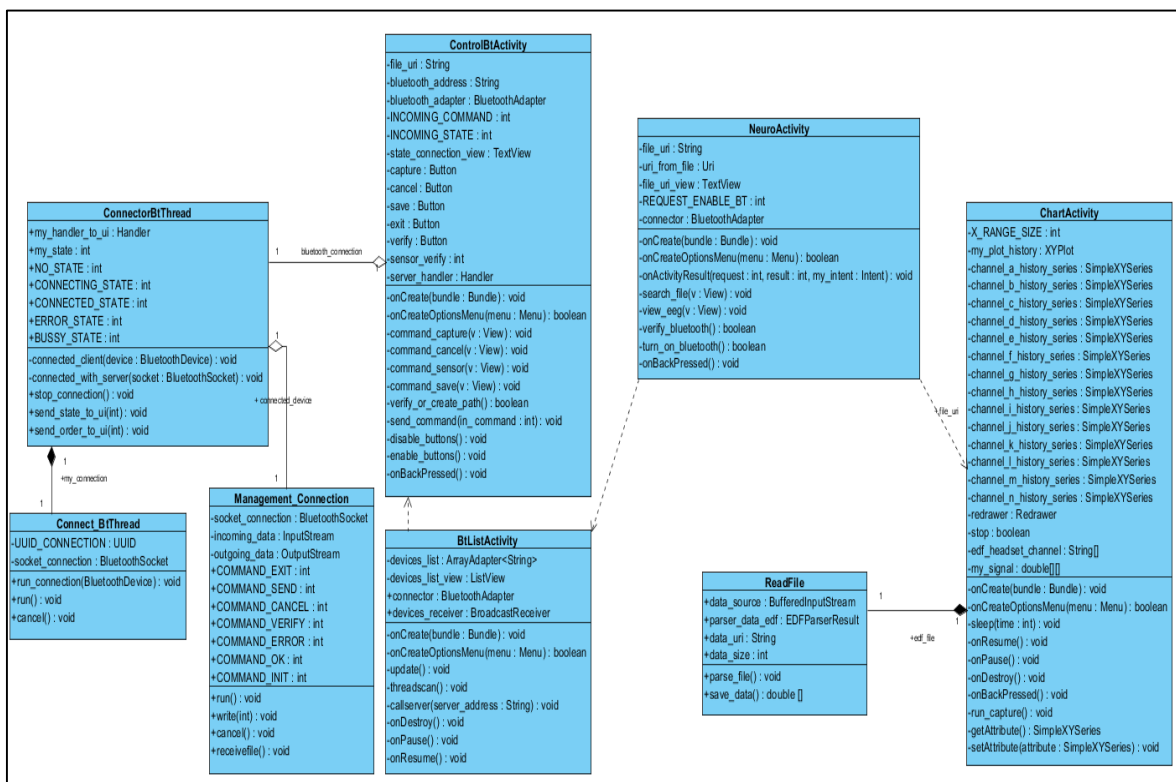 ControlBtActivity
-file_uri : String
-bluetooth_address : String
-bluetooth_adapter : BluetoothAdapter
-INCOMING_COMMAND : int
-INCOMING_STATE : int
-state_connection_view : TextView
-capture : Button
-cancel : Button
-save : Button
-exit : Button
-verify : Button
-sensor_verify : int
-server_handler : Handler
-onCreate(bundle : Bundle) : void
-onCreateOptionsMenu(menu : Menu) : boolean
-command_capture(v : View) : void
-command_cancel(v : View) : void
-command_sensor(v : View) : void
-command_save(v : View) : void
-verify_or_create_path() : boolean
-send_command(in_ command : int) : void
-disable_buttons() : void
-enable_buttons() : void
-onBackPressed() : void
NeuroActivity
-file_uri : String
-uri_from_file : Uri
-file_uri_view : TextView
-REQUEST_ENABLE_BT : int
-connector : BluetoothAdapter
-onCreate(bundle : Bundle) : void
-onCreateOptionsMenu(menu : Menu) : boolean
-onActivityResult(request : int, result : int, my_intent : Intent) : void
-search_file(v : View) : void
-view_eeg(v : View) : void
-verify_bluetooth() : boolean
-turn_on_bluetooth() : boolean
-onBackPressed() : void
ConnectorBtThread
+my_handler_to_ui : Handler
+my_state : int
+NO_STATE : int
+CONNECTING_STATE : int
+CONNECTED_STATE : int
+ERROR_STATE : int
+BUSSY_STATE : int
-connected_client(device : BluetoothDevice) : void
-connected_with_server(socket : BluetoothSocket) : void
+stop_connection() : void
+send_state_to_ui(int) : void
+send_order_to_ui(int) : void
1
bluetooth_connection
1
1
+ connected_device
1
1
+my_connection
1
ChartActivity
-X_RANGE_SIZE : int
-my_plot_history : XYPlot
-channel_a_history_series : SimpleXYSeries
-channel_b_history_series : SimpleXYSeries
-channel_c_history_series : SimpleXYSeries
-channel_d_history_series : SimpleXYSeries
-channel_e_history_series : SimpleXYSeries
-channel_f_history_series : SimpleXYSeries
-channel_g_history_series : SimpleXYSeries
-channel_h_history_series : SimpleXYSeries
-channel_i_history_series : SimpleXYSeries
-channel_j_history_series : SimpleXYSeries
-channel_k_history_series : SimpleXYSeries
-channel_l_history_series : SimpleXYSeries
-channel_m_history_series : SimpleXYSeries
-channel_n_history_series : SimpleXYSeries
-redrawer : Redrawer
-stop : boolean
-edf_headset_channel : String[]
-my_signal : double[][]
-onCreate(bundle : Bundle) : void
-onCreateOptionsMenu(menu : Menu) : boolean
-sleep(time : int) : void
-onResume() : void
-onPause() : void
-onDestroy() : void
-onBackPressed() : void
-run_capture() : void
-getAttribute() : SimpleXYSeries
-setAttribute(attribute : SimpleXYSeries) : void
+file_uri
Connect_BtThread
-UUID_CONNECTION : UUID
-socket_connection : BluetoothSocket
+run_connection(BluetoothDevice) : void
+run() : void
+cancel() : void
Management_Connection
-socket_connection : BluetoothSocket
-incoming_data : InputStream
-outgoing_data : OutputStream
+COMMAND_EXIT : int
+COMMAND_SEND : int
+COMMAND_CANCEL : int
+COMMAND_VERIFY : int
+COMMAND_ERROR : int
+COMMAND_OK : int
+COMMAND_INIT : int
+run() : void
+write(int) : void
+cancel() : void
+receivefile() : void
BtListActivity
-devices_list : ArrayAdapter<String>
-devices_list_view : ListView
+connector : BluetoothAdapter
+devices_receiver : BroadcastReceiver
-onCreate(bundle : Bundle) : void
-onCreateOptionsMenu(menu : Menu) : boolean
-update() : void
-threadscan() : void
-callserver(server_address : String) : void
-onDestroy() : void
-onPause() : void
-onResume() : void
ReadFile
+data_source : BufferedInputStream
+parser_data_edf : EDFParserResult
+data_uri : String
+data_size : int
+parse_file() : void
+save_data() : double []
1
1
+edf_file